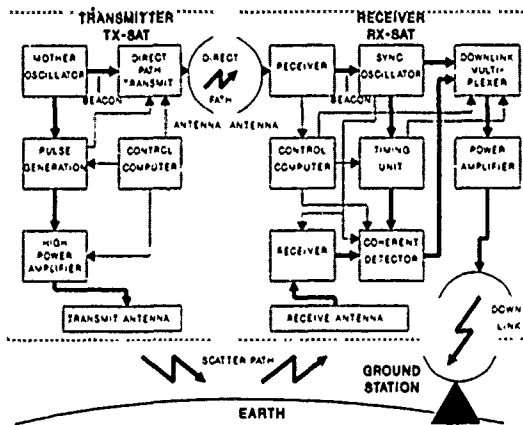 TRANSMITTER
TX-SAT
MOTHER
OSCILLATOR
BEACON
DIRECT
PATH
TRANSMIT
DIRECT
PATH
ANTENNA ANTENNA
PULSE
GENERATION
CONTROL
COMPUTER
HIGH
POWER
AMPLIFIER
TRANSMIT ANTENNA
RECEIVER
RX-SAT
RECEIVER
BEACON
SYNC
OSCILLATOR
DOWNLINK
MULTI-
PLEXER
CONTROL
COMPUTER
TIMING
UNIT
POWER
AMPLIFIER
RECEIVER
COHERENT
DETECTOR
RECEIVE ANTENNA
DOWN
LINK
SCATTER PATH
GROUND
STATION
EARTH